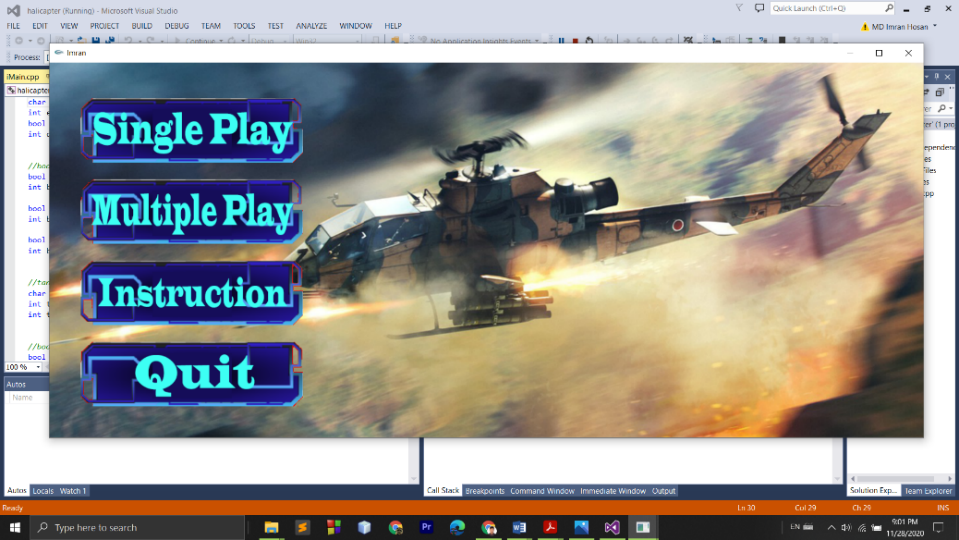 halicapter (Running) - Microsoft Visual Studio
Quick Launch (Ctrl+Q)
FILE EDIT VIEW PROJECT BUILD DEBUG TEAM TOOLS TEST ANALYZE WINDOW HELP
MD Imran Hosan
Continue
Debug
No Application Insights Events
Process:
Imran
iMain.cpp
halicapter
char
int
bool
int
bool
int
bool
int
bool
int
char
int
int
bool
100 %
Single Play
Multiple Play
Instruction
Quit
Autos
Name
Autos Locals Watch 1
Call Stack Breakpoints Command Window Immediate Window Output
Solution Exp... Team Explorer
Ready
Ln 30 Col 29 Ch 29 INS
Type here to search
EN
9:01 PM
11/28/2020